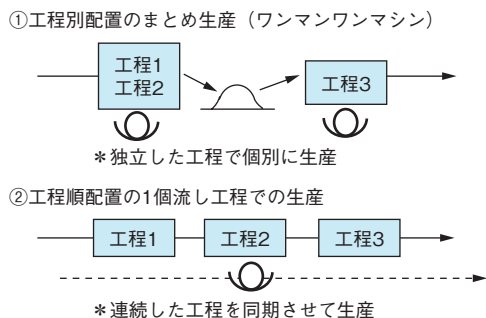 ①工程別配置のまとめ生産（ワンマンワンマシン）
工程1
工程2
工程3
＊独立した工程で個別に生産
②工程順配置の1個流し工程での生産
工程1
工程2
工程3
＊連続した工程を同期させて生産